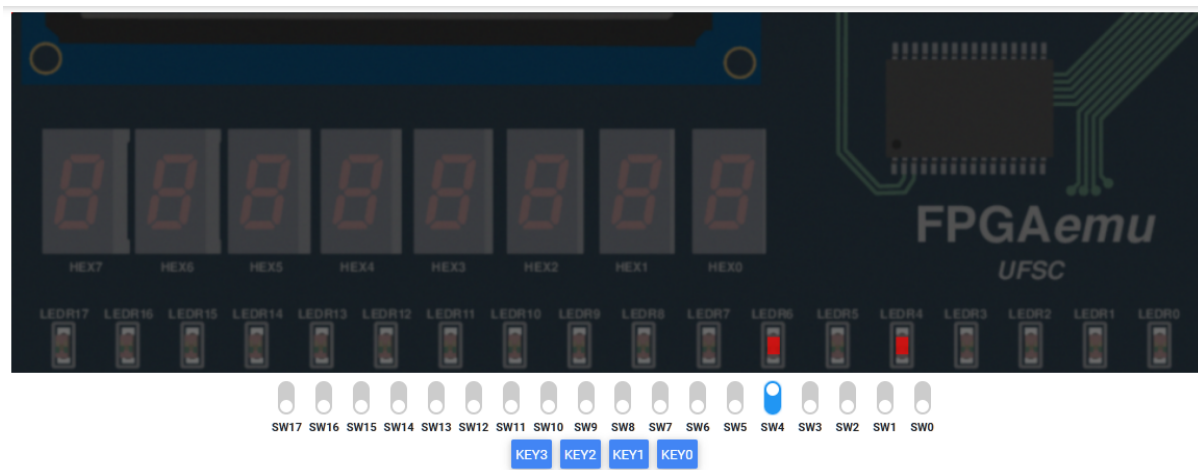 FPGAemu
UFSC
HEX7 HEX6 HEX5 HEX4 HEX3 HEX2 HEX1 HEX0
LEDR17 LEDR16 LEDR15 LEDR14 LEDR13 LEDR12 LEDR11 LEDR10 LEDR9 LEDR8 LEDR7 LEDR6 LEDR5 LEDR4 LEDR3 LEDR2 LEDR1 LEDR0
SW17 SW16 SW15 SW14 SW13 SW12 SW11 SW10 SW9 SW8 SW7 SW6 SW5 SW4 SW3 SW2 SW1 SW0
KEY3 KEY2 KEY1 KEY0